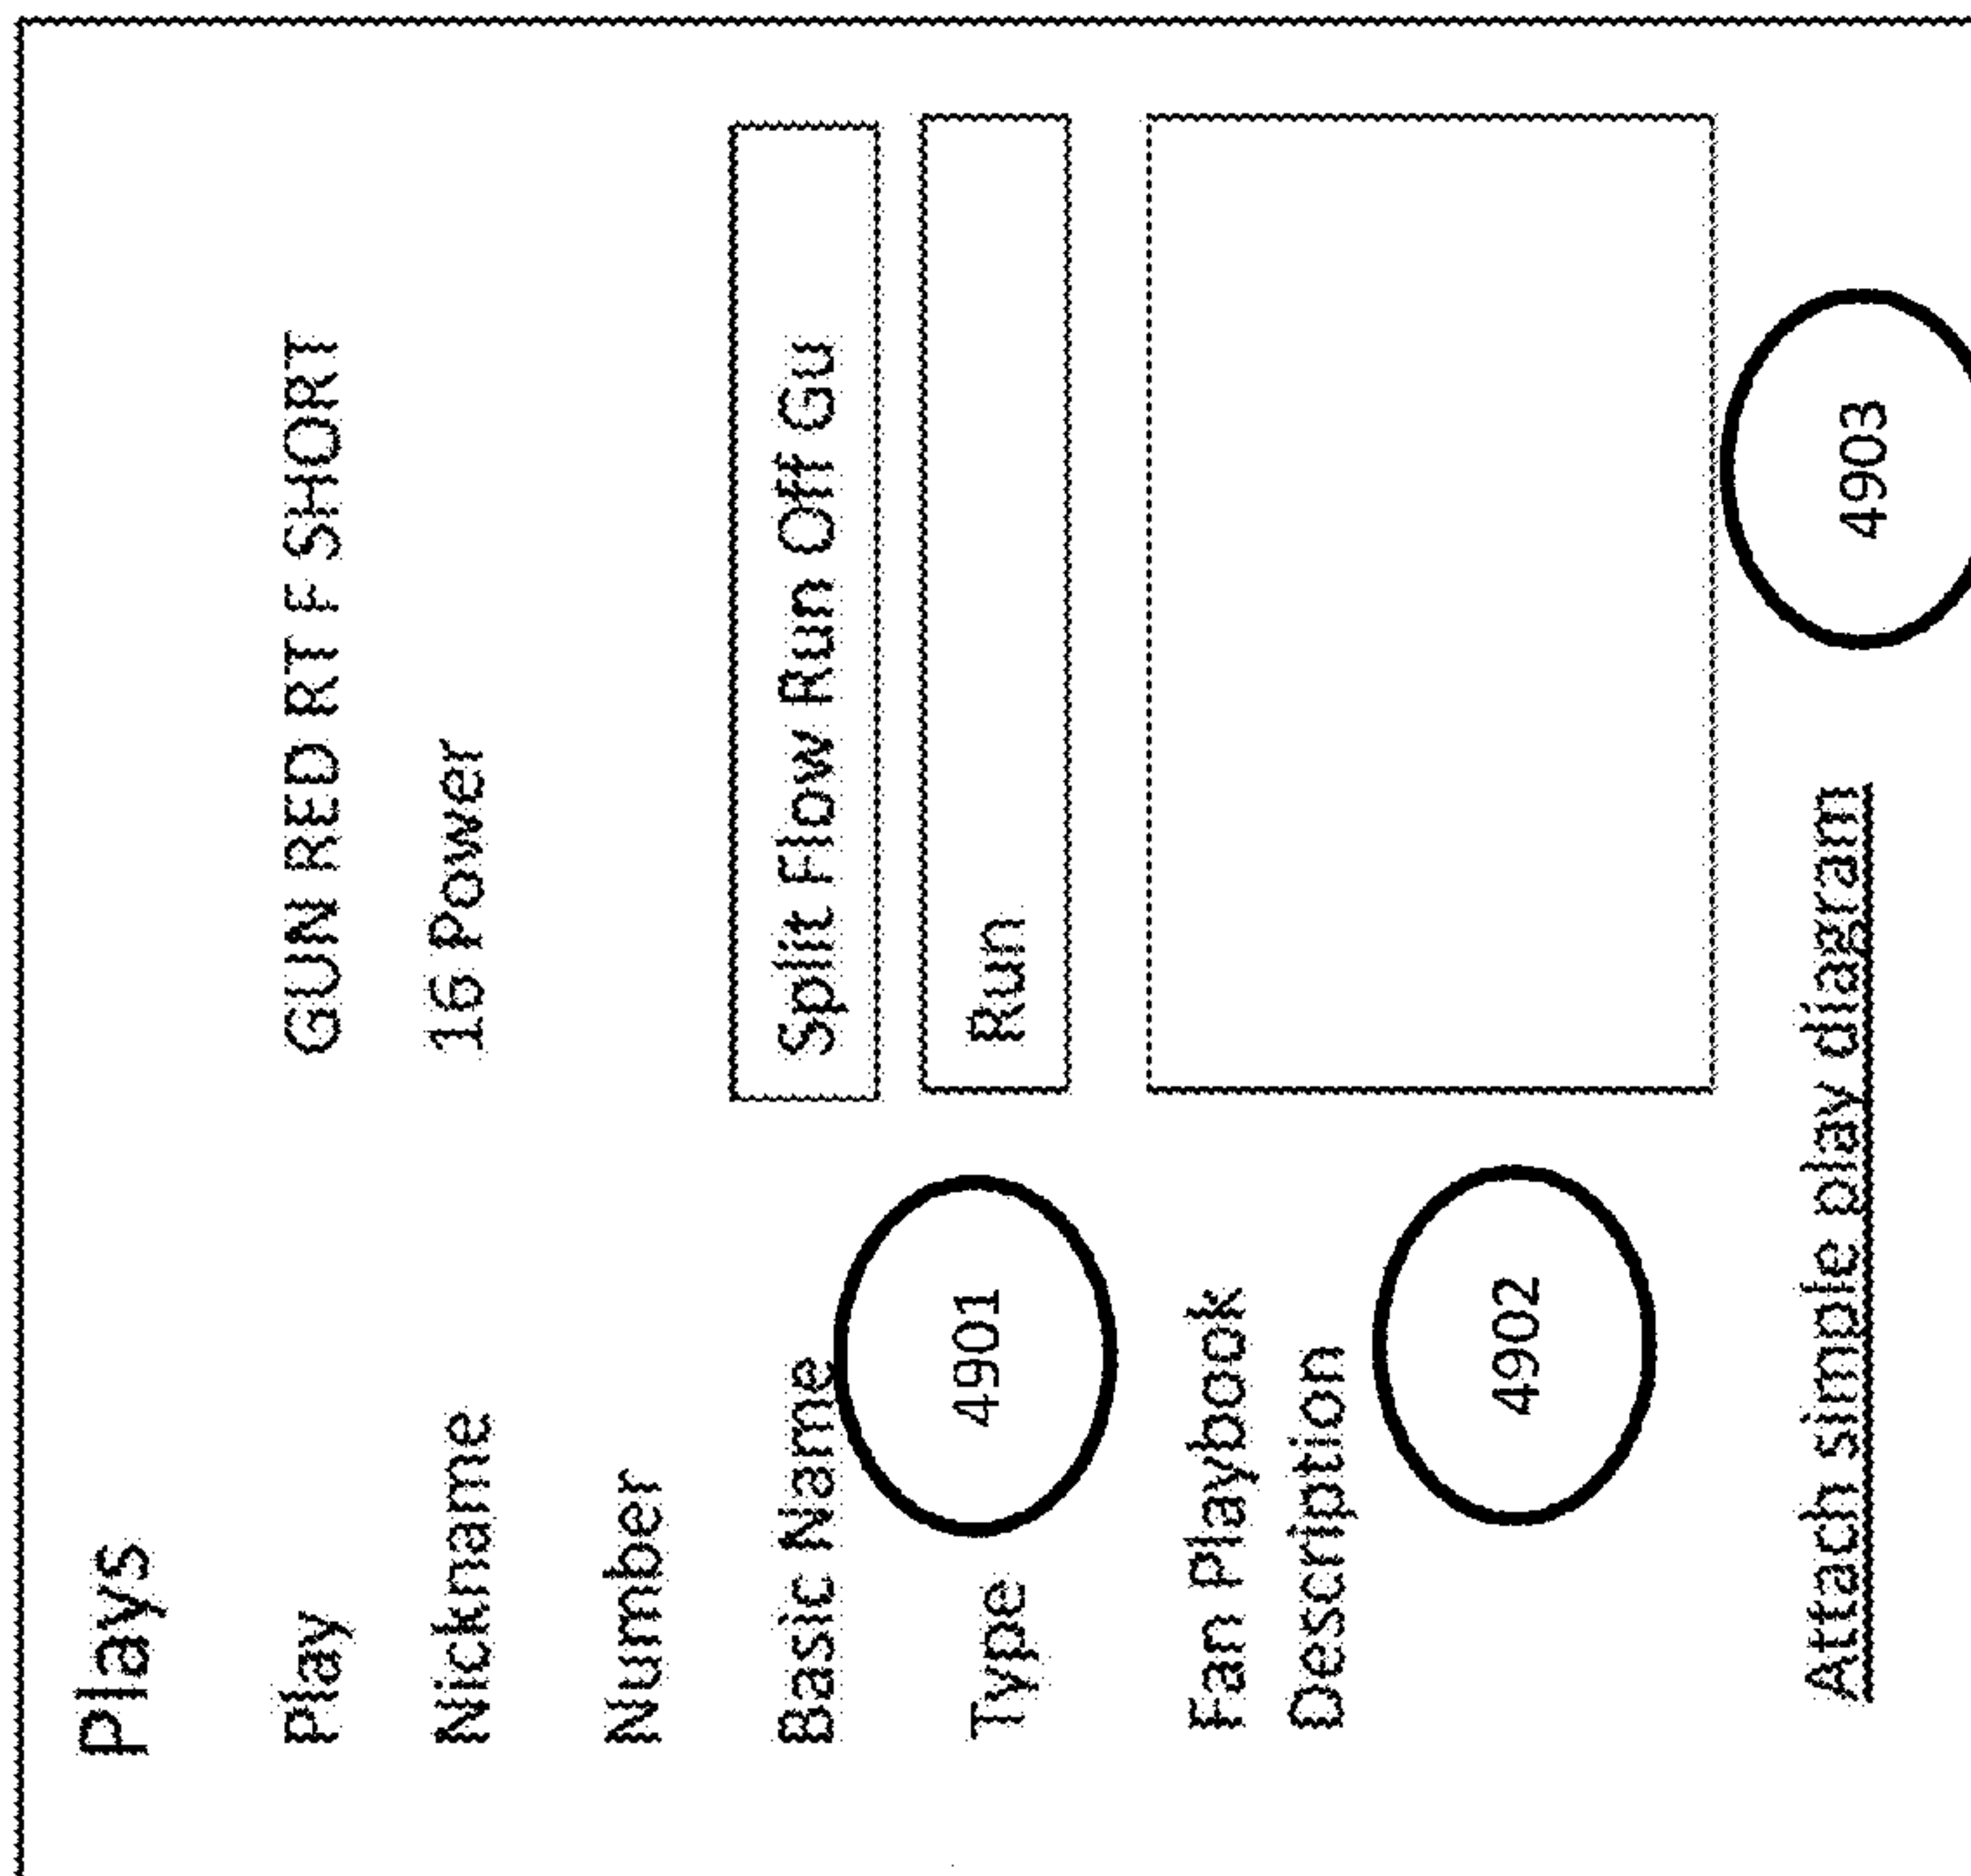 Plays
Play GUN RED RT F SHORT
Nickname 16 Power
Number
Basic Name Split Flow Run Off Gu
4901
Type Run
Fan Playbook
Description
4902
Attach simple play diagram 4903